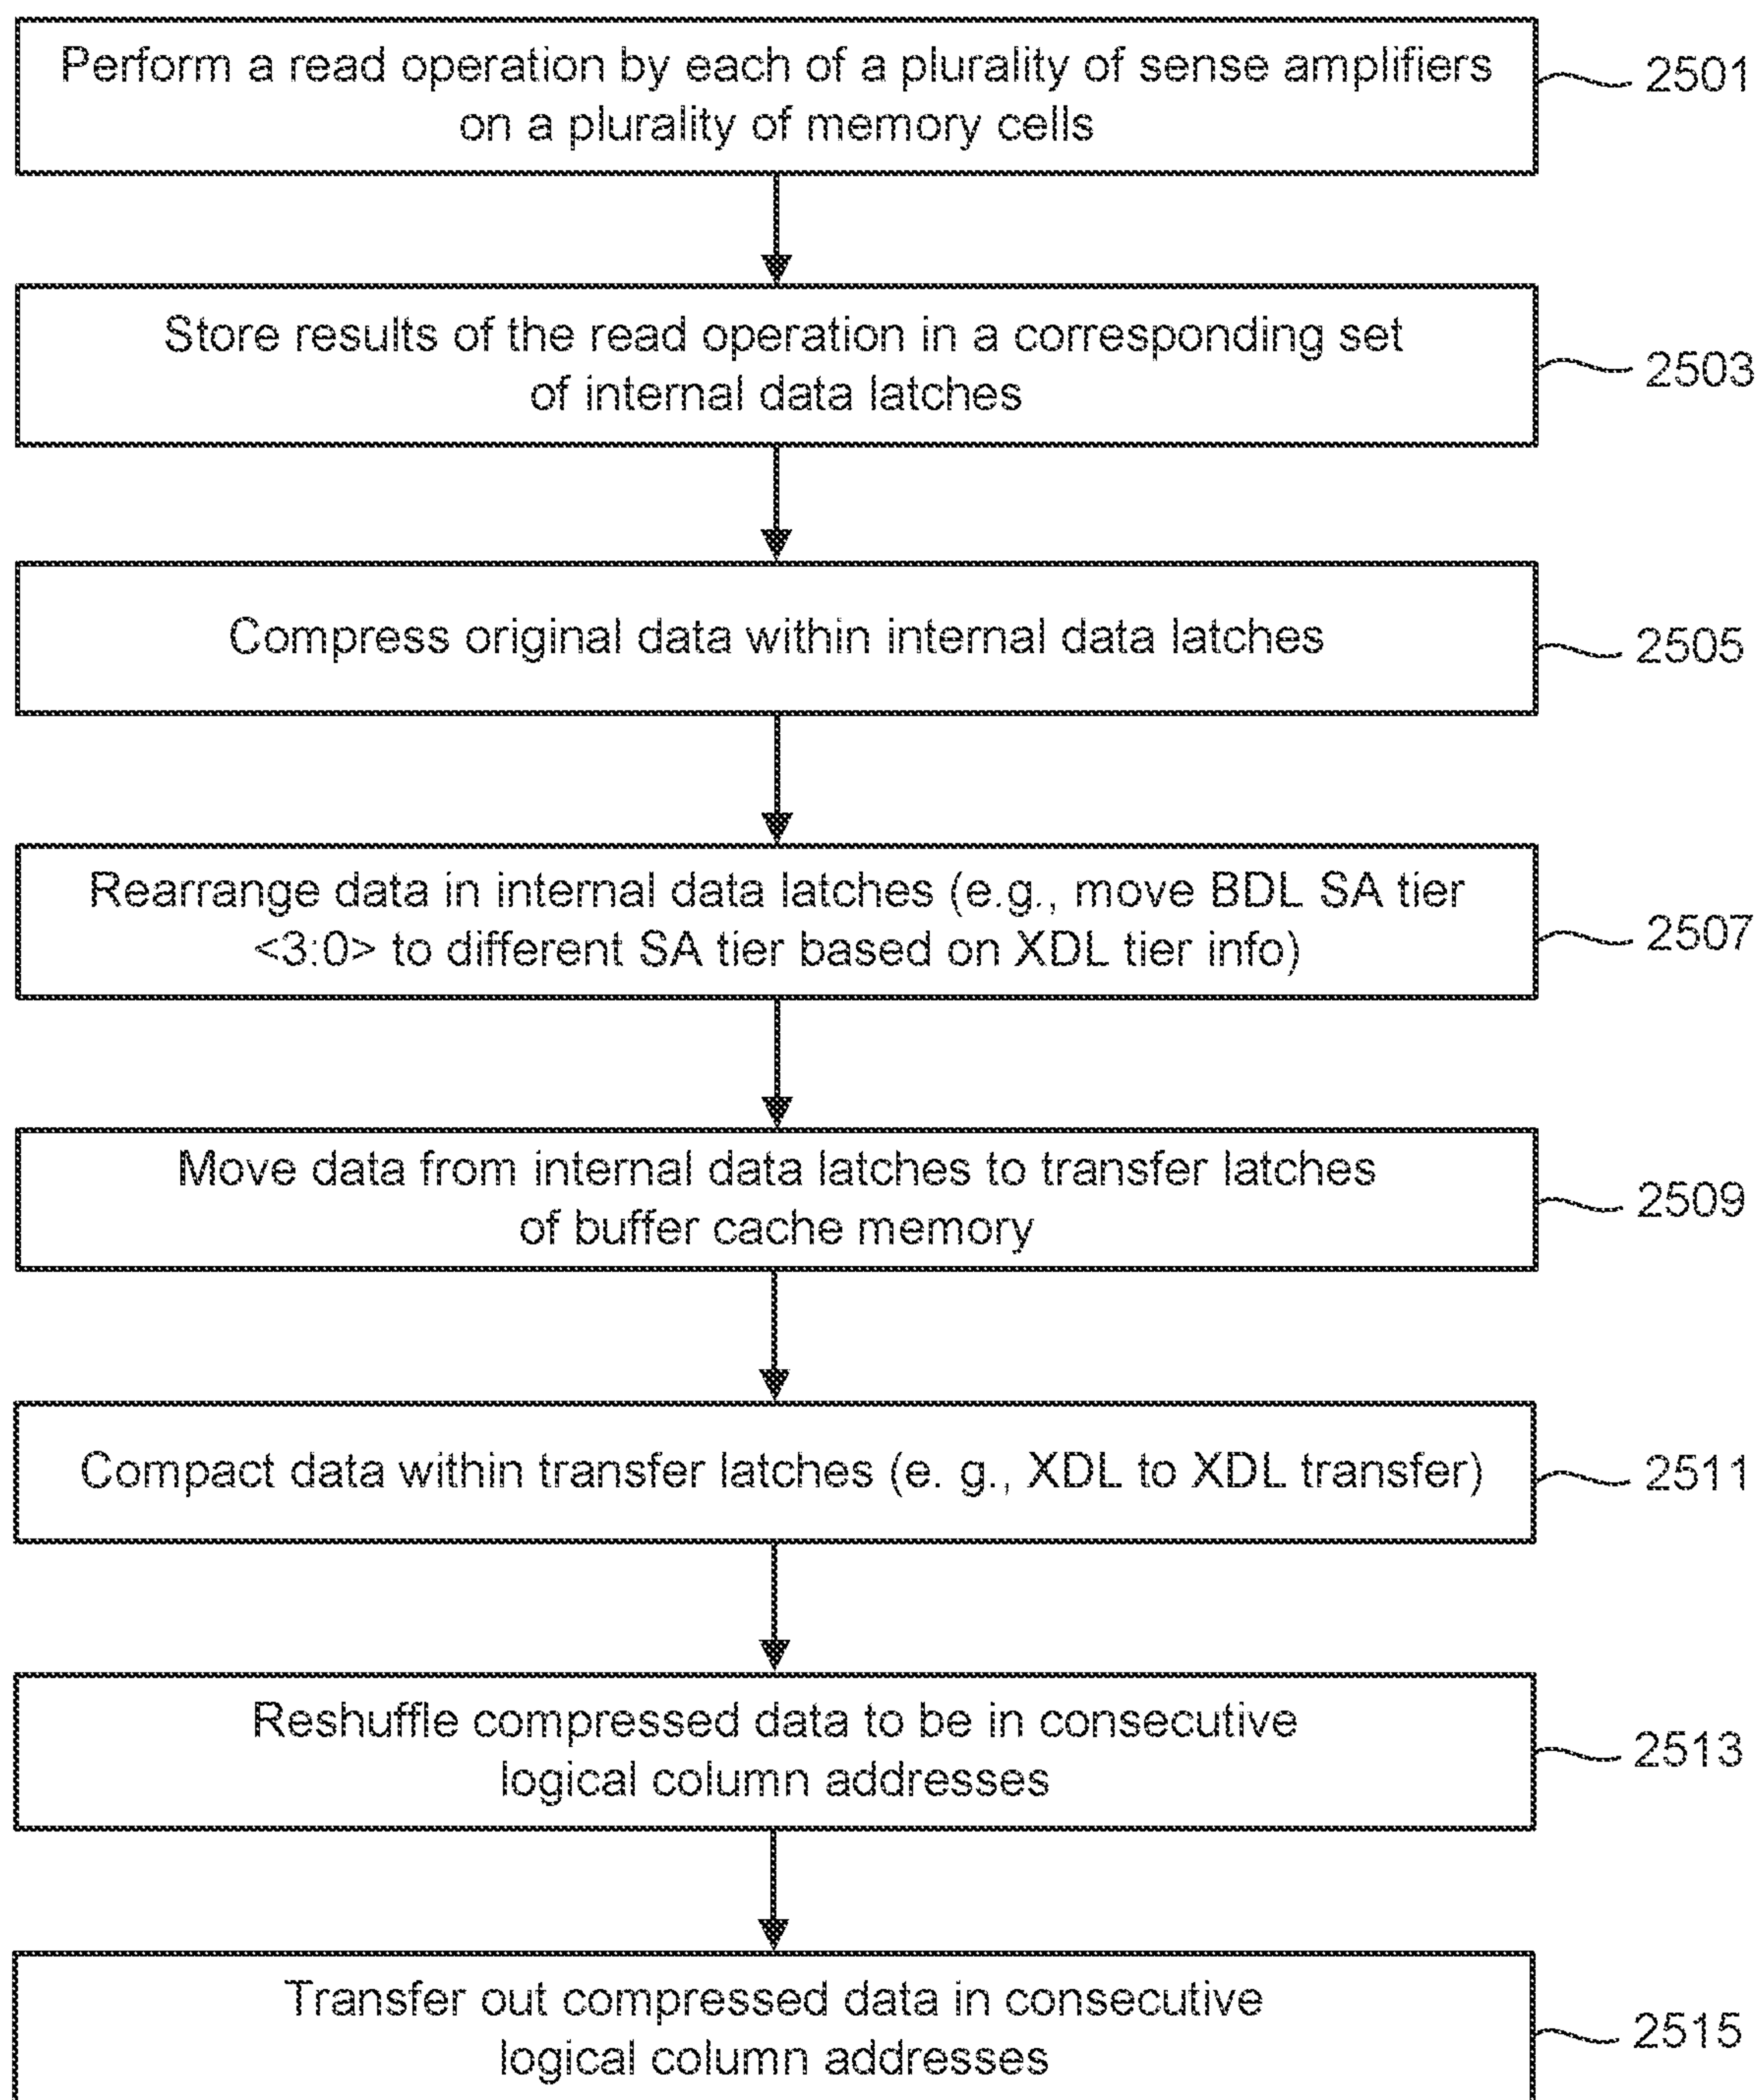 Perform a read operation by each of a plurality of sense amplifiers
on a plurality of memory cells
2501
Store results of the read operation in a corresponding set
of internal data latches
2503
Compress original data within internal data latches
2505
Rearrange data in internal data latches (e.g., move BDL SA tier
<3:0> to different SA tier based on XDL tier info)
2507
Move data from internal data latches to transfer latches
of buffer cache memory
2509
Compact data within transfer latches (e. g., XDL to XDL transfer)
2511
Reshuffle compressed data to be in consecutive
logical column addresses
2513
Transfer out compressed data in consecutive
logical column addresses
2515